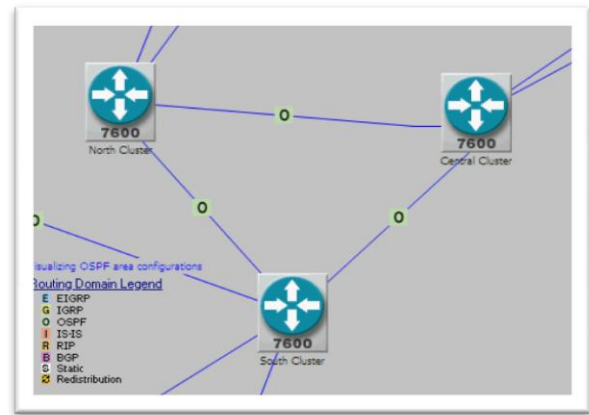 O
7600
North Cluster
7600
Central Cluster
O
O
O
isualizing OSPF area configurations
Routing Domain Legend
E EIGRP
G IGRP
O OSPF
I IS-IS
R RIP
B BGP
S Static
Redistribution
7600
South Cluster